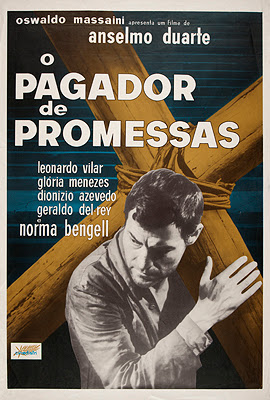 oswaldo massaini apresenta um filme de
anselmo duarte
o
PAGADOR
de
PROMESSAS
leonardo vilar
glória menezes
dionizio azevedo
geraldo del rey
e
norma bengell